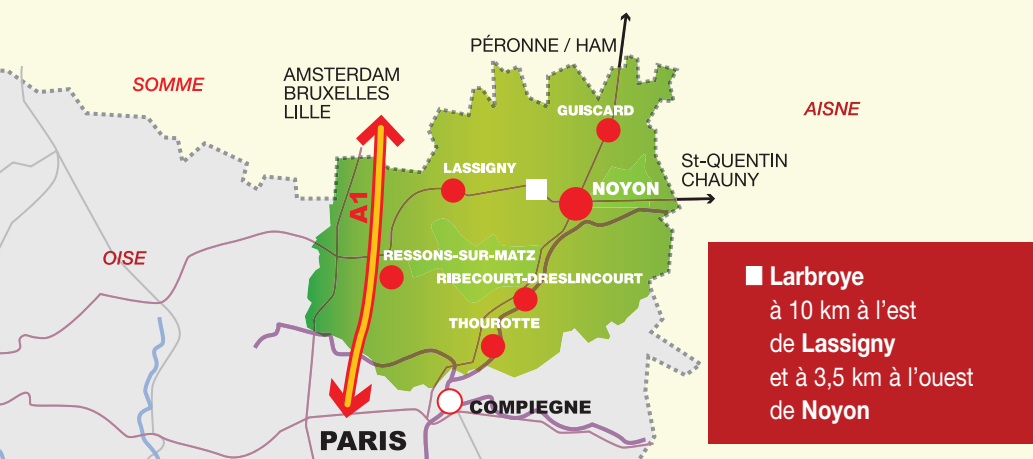 PÉRONNE / HAM
SOMME
AMSTERDAM
BRUXELLES
LILLE
AISNE
GUISCARD
St-QUENTIN
CHAUNY
LASSIGNY
NOYON
A1
OISE
RESSONS-SUR-MATZ
RIBECOURT-DRESLINCOURT
THOUROTTE
COMPIEGNE
PARIS
Larbroye
à 10 km à l'est
de Lassigny
et à 3,5 km à l'ouest
de Noyon